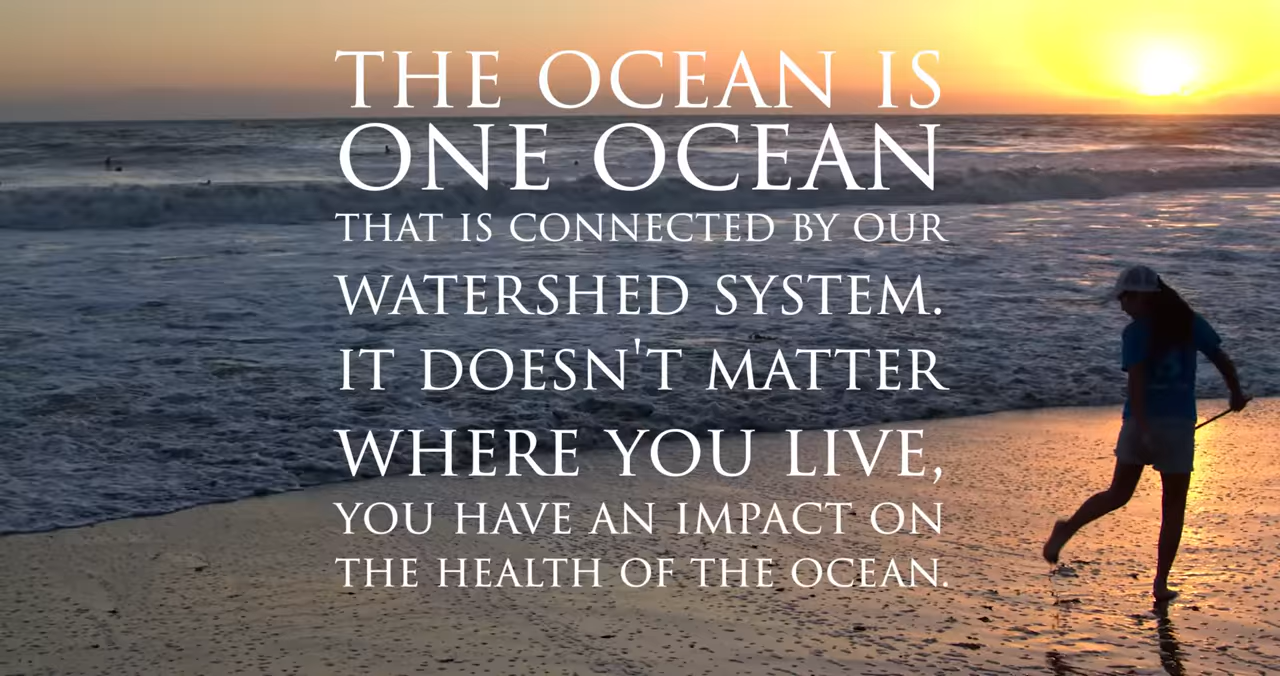 THE OCEAN IS
ONE OCEAN
THAT IS CONNECTED BY OUR
WATERSHED SYSTEM.
IT DOESN'T MATTER
WHERE YOU LIVE,
YOU HAVE AN IMPACT ON
THE HEALTH OF THE OCEAN.